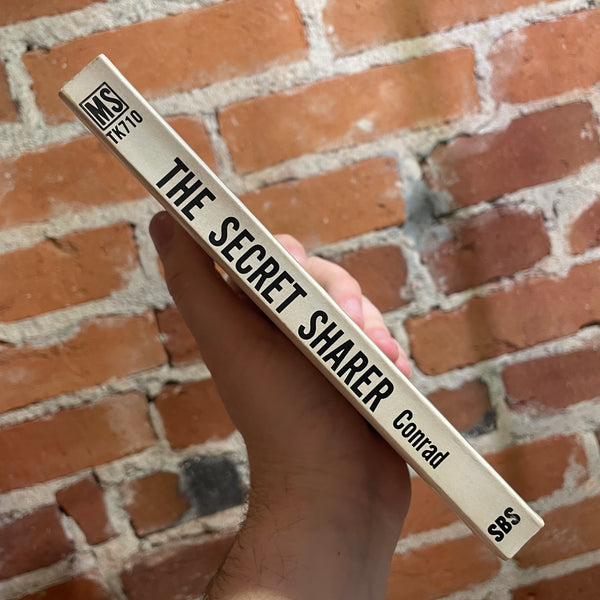 MS
TK710
THE SECRET SHARER Conrad
SBS